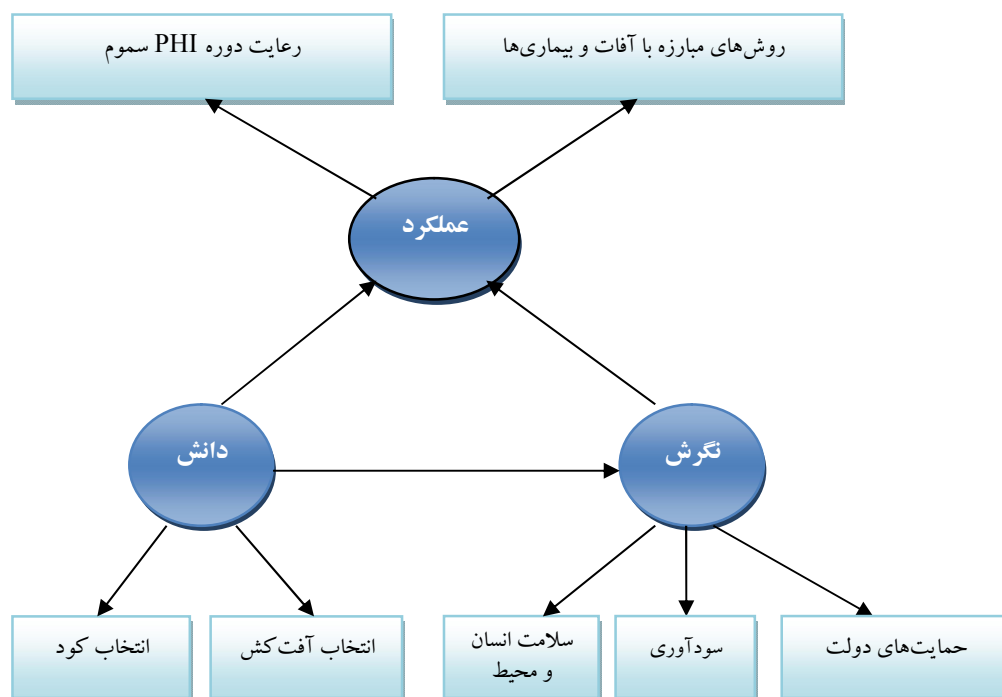 روش‌های مبارزه با آفات و بیماری‌ها
رعایت دوره PHI سموم
عملکرد
نگرش
دانش
حمایت‌های دولت
سودآوری
سلامت انسان
و محیط
انتخاب آفت‌کش
انتخاب کود